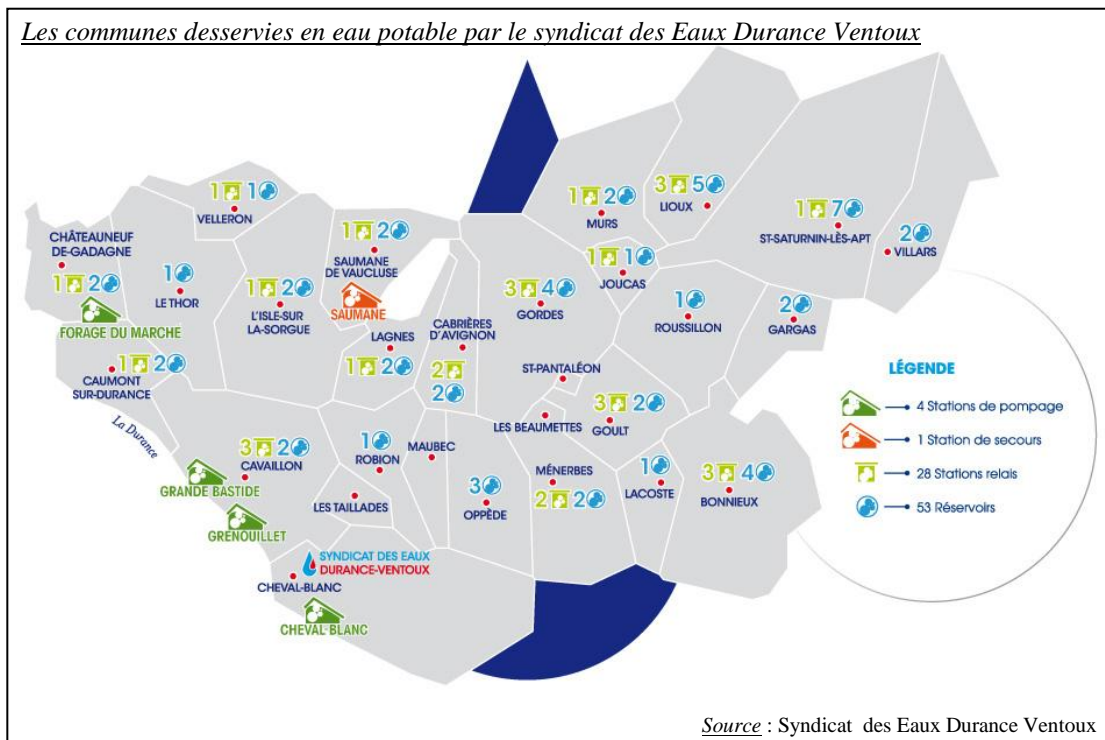 Les communes desservies en eau potable par le syndicat des Eaux Durance Ventoux
1 1
VELLERON
CHÂTEAUNEUF
DE-GADAGNE
1 2
FORAGE DU MARCHE
1
LE THOR
1 2
L'ISLE-SUR
LA-SORGUE
1 2
SAUMANE
DE VAUCLUSE
SAUMANE
LAGNES
1 2
CABRIÈRES
D'AVIGNON
2
2
1 2
MURS
3 5
LIOUX
1 7
ST-SATURNIN-LÈS-APT
2
VILLARS
1 1
JOUCAS
3 4
GORDES
1
ROUSSILLON
2
GARGAS
1 2
CAUMONT
SUR-DURANCE
La Durance
ST-PANTALÉON
LES BEAUMETTES
3 2
GOULT
3 2
CAVAILLON
GRANDE BASTIDE
GRENOUILLET
1
ROBION
MAUBEC
LES TAILLADES
3
OPPÈDE
MÉNERBES
2 2
1
LACOSTE
3 4
BONNIEUX
SYNDICAT DES EAUX
DURANCE-VENTOUX
CHEVAL-BLANC
CHEVAL-BLANC
LÉGENDE
4 Stations de pompage
1 Station de secours
28 Stations relais
53 Réservoirs
Source : Syndicat des Eaux Durance Ventoux